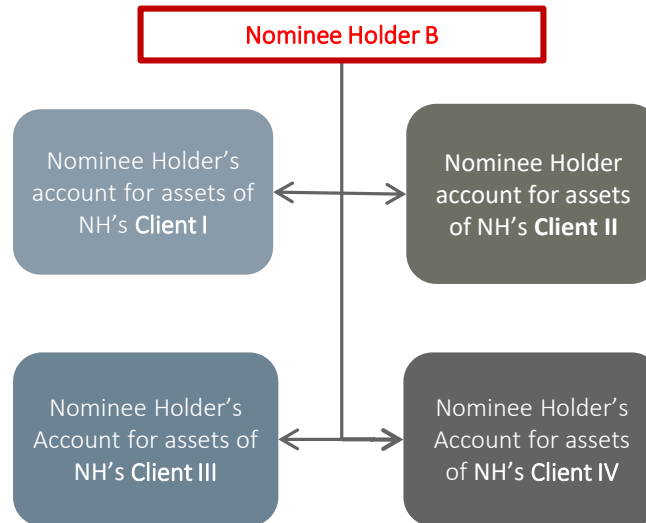 Nominee Holder B
Nominee Holder's
account for assets of
NH's Client I
Nominee Holder
account for assets
of NH's Client II
Nominee Holder's
Account for assets of
NH's Client III
Nominee Holder's
Account for assets
of NH's Client IV